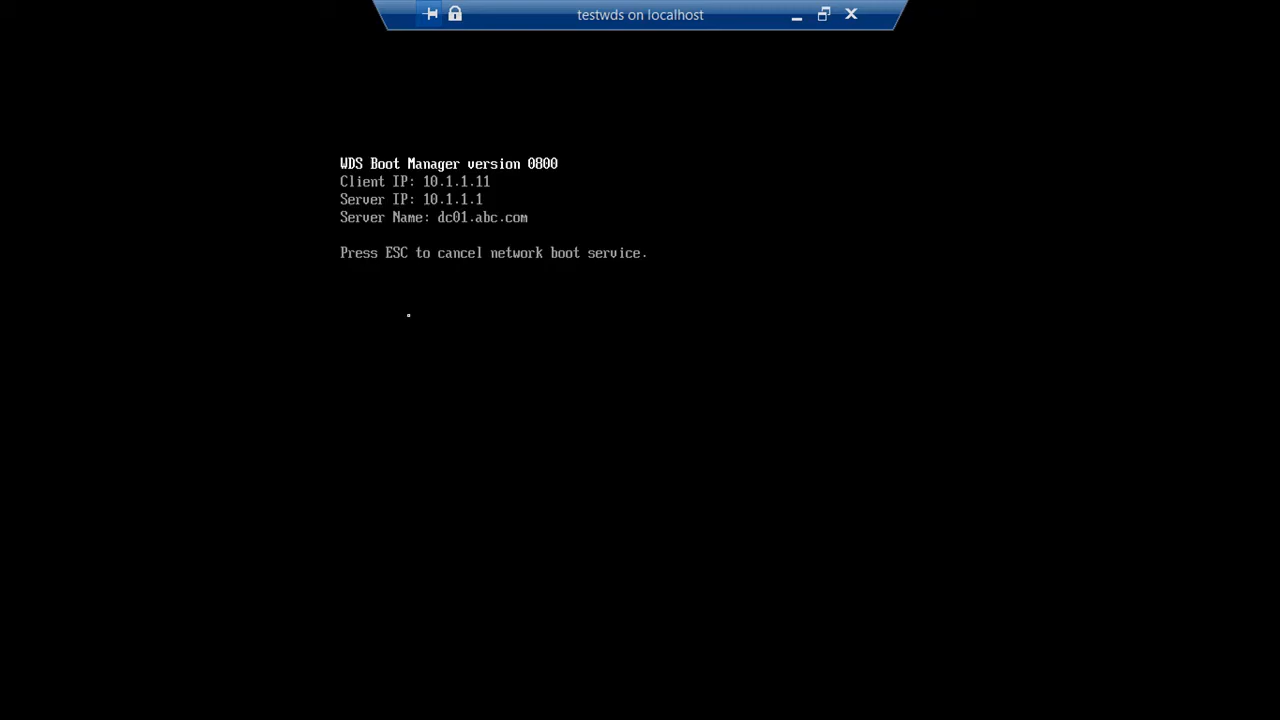 testwds on localhost
WDS Boot Manager version 0800
Client IP: 10.1.1.11
Server IP: 10.1.1.1
Server Name: dc01.abc.com
Press ESC to cancel network boot service.